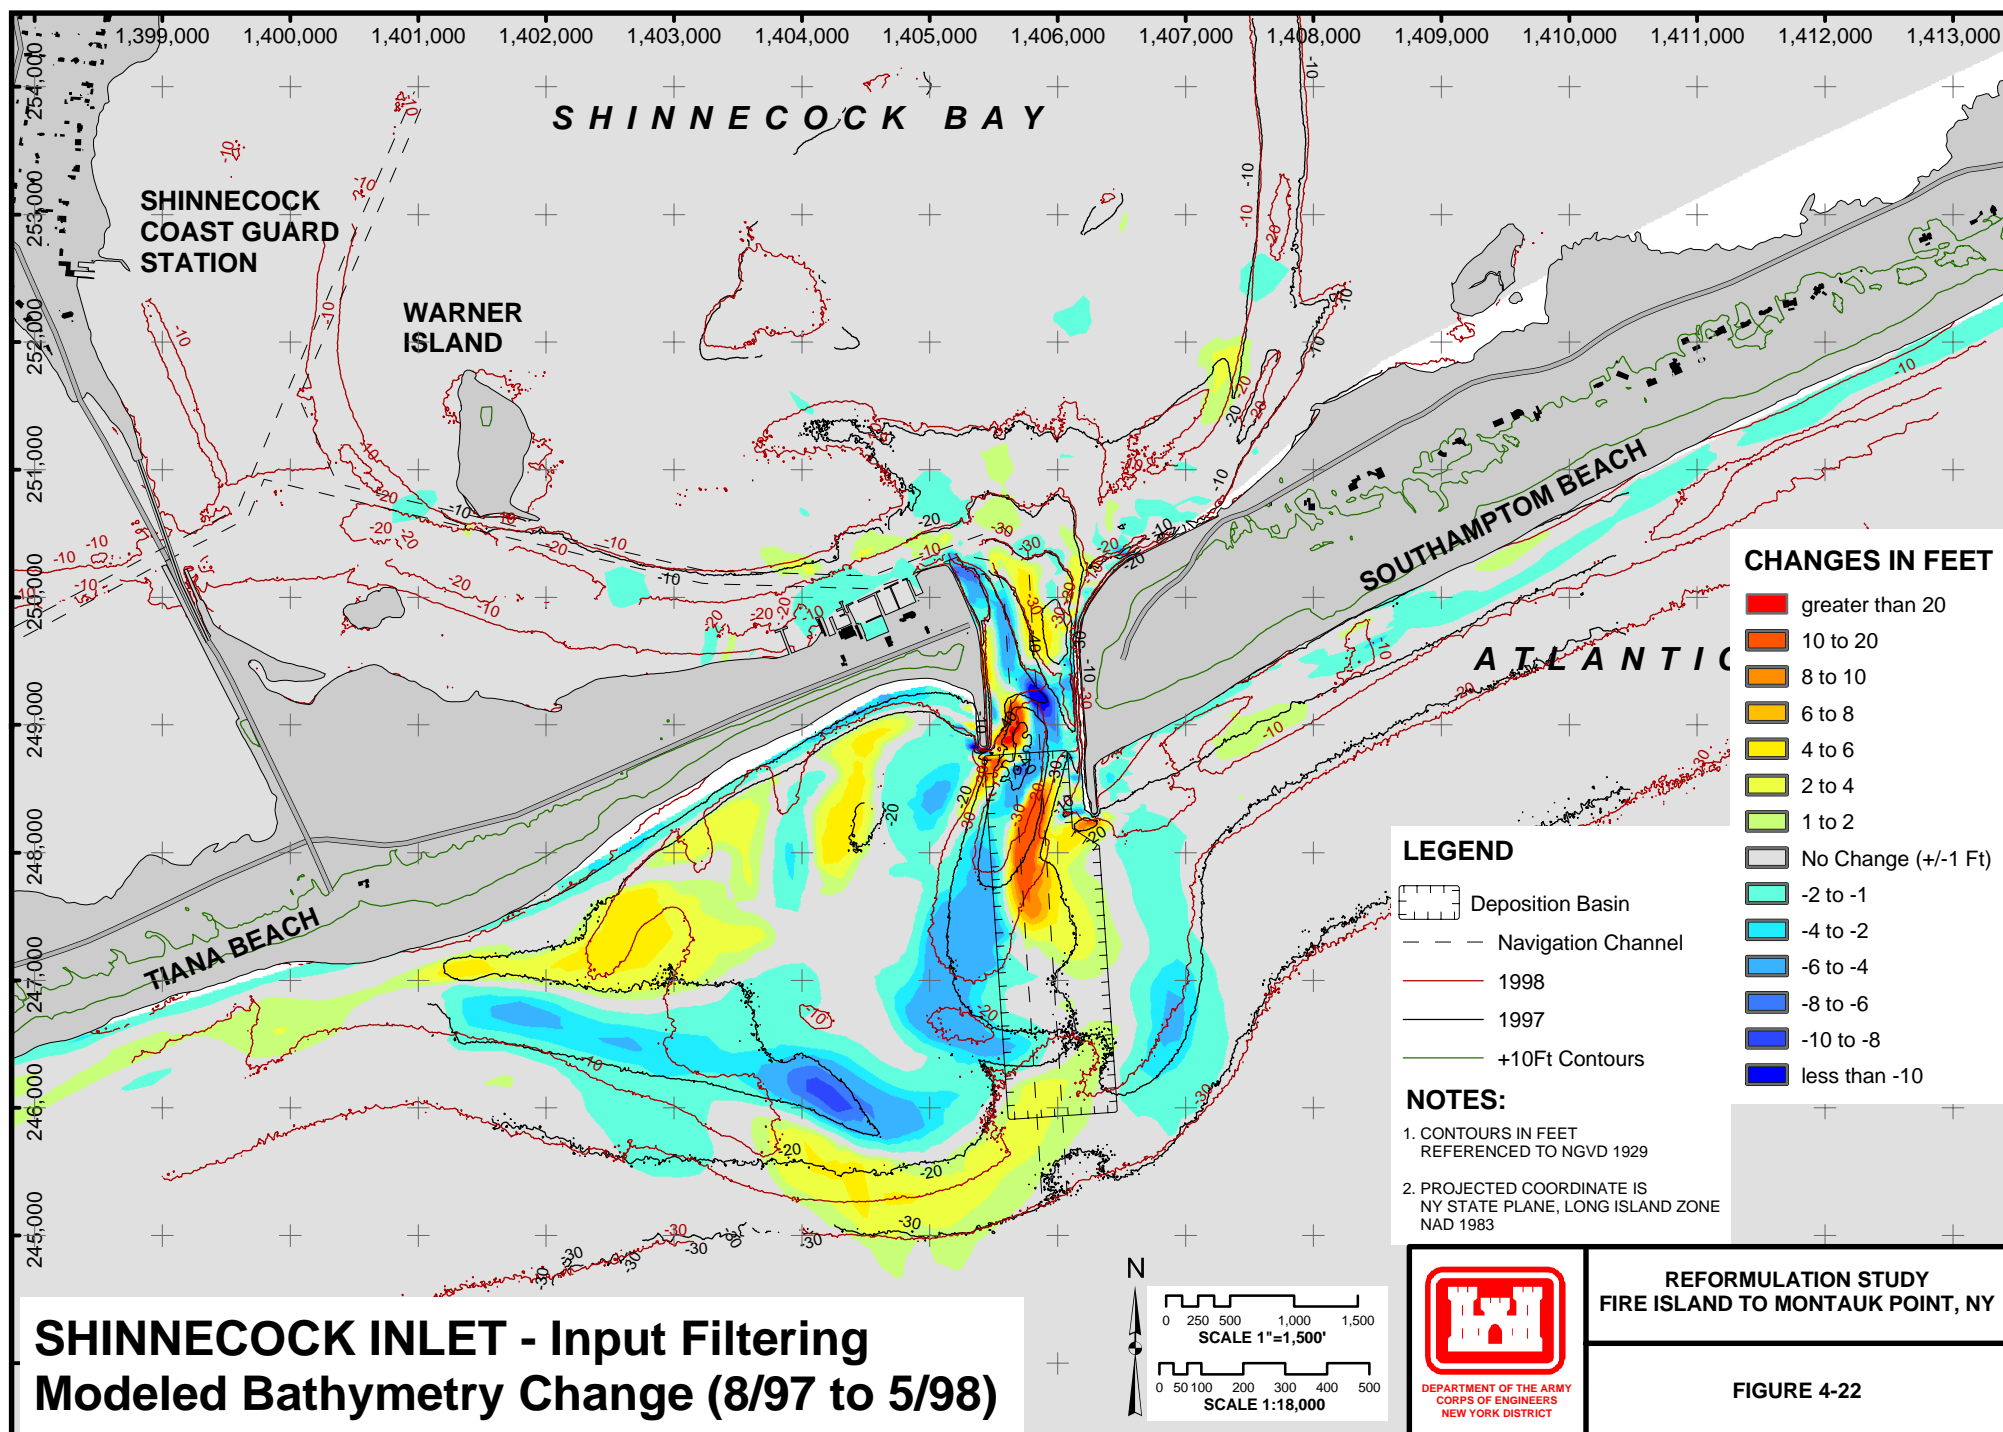 1,399,000 1,400,000 1,401,000 1,402,000 1,403,000 1,404,000 1,405,000 1,406,000 1,407,000 1,408,000 1,409,000 1,410,000 1,411,000 1,412,000 1,413,000
254,000
253,000
252,000
251,000
250,000
249,000
248,000
247,000
246,000
245,000
SHINNECOCK BAY
SHINNECOCK
COAST GUARD
STATION
WARNER
ISLAND
SOUTHAMPTOM BEACH
ATLANTIC
TIANA BEACH
CHANGES IN FEET
greater than 20
10 to 20
8 to 10
6 to 8
4 to 6
2 to 4
1 to 2
No Change (+/-1 Ft)
-2 to -1
-4 to -2
-6 to -4
-8 to -6
-10 to -8
less than -10
LEGEND
Deposition Basin
Navigation Channel
1998
1997
+10Ft Contours
NOTES:
1. CONTOURS IN FEET
REFERENCED TO NGVD 1929
2. PROJECTED COORDINATE IS
NY STATE PLANE, LONG ISLAND ZONE
NAD 1983
N
0 250 500 1,000 1,500
SCALE 1"=1,500'
0 50 100 200 300 400 500
SCALE 1:18,000
DEPARTMENT OF THE ARMY
CORPS OF ENGINEERS
NEW YORK DISTRICT
REFORMULATION STUDY
FIRE ISLAND TO MONTAUK POINT, NY
FIGURE 4-22
SHINNECOCK INLET - Input Filtering
Modeled Bathymetry Change (8/97 to 5/98)